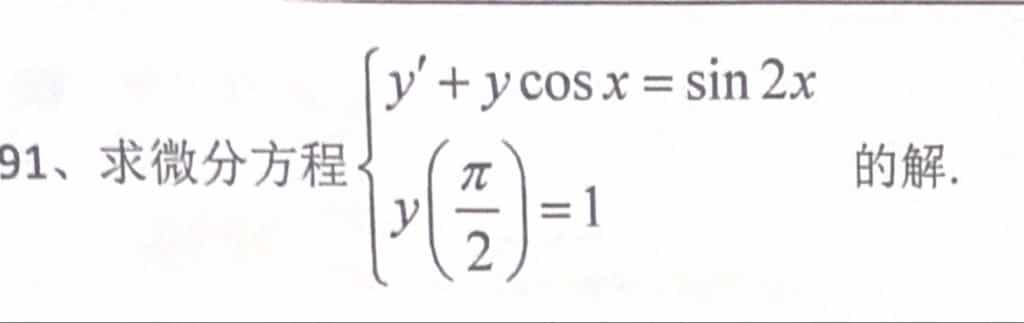 91、求微分方程 { y′ + y cos x = sin 2x
y(π/2) = 1 的解.